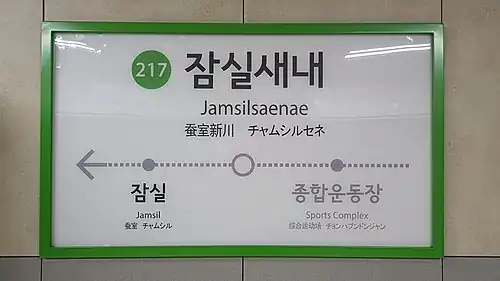 217 잠실새내
Jamsilsaenae
蚕室新川 チャムシルセネ
잠실
Jamsil
蚕室 チャムシル
종합운동장
Sports Complex
综合运动场 チョンハプンドンジャン